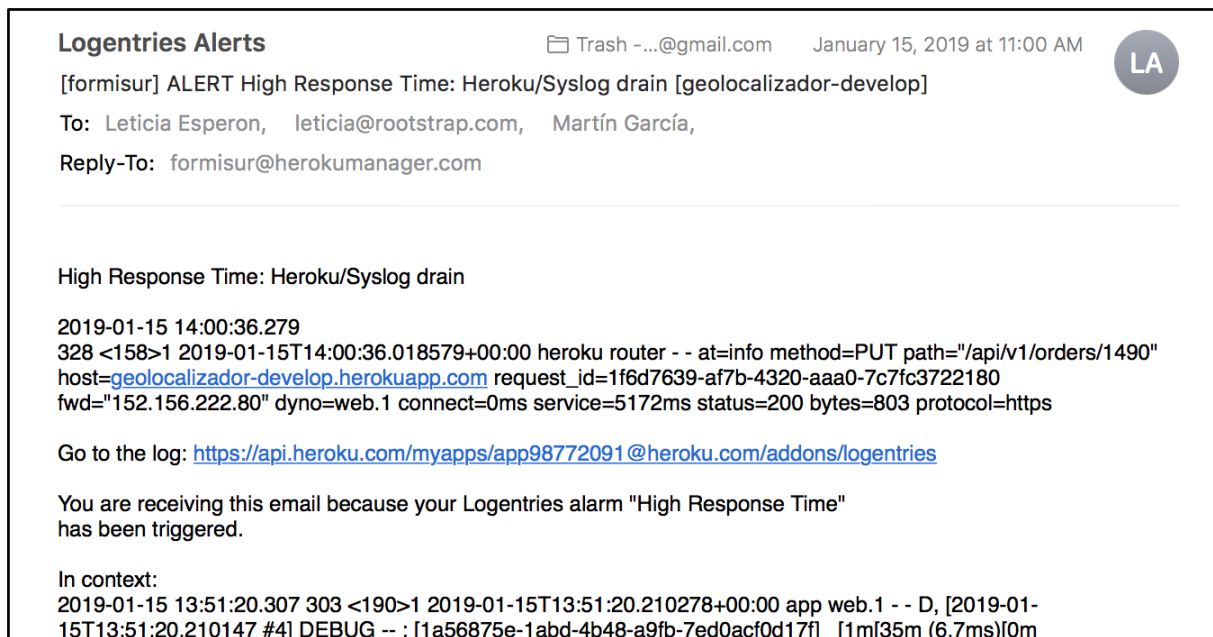 Logentries Alerts Trash -...@gmail.com January 15, 2019 at 11:00 AM
LA
[formisur] ALERT High Response Time: Heroku/Syslog drain [geolocalizador-develop]
To: Leticia Esperon, leticia@rootstrap.com, Martín García,
Reply-To: formisur@herokumanager.com
High Response Time: Heroku/Syslog drain
2019-01-15 14:00:36.279
328 <158>1 2019-01-15T14:00:36.018579+00:00 heroku router - - at=info method=PUT path="/api/v1/orders/1490"
host=geolocalizador-develop.herokuapp.com request_id=1f6d7639-af7b-4320-aaa0-7c7fc3722180
fwd="152.156.222.80" dyno=web.1 connect=0ms service=5172ms status=200 bytes=803 protocol=https
Go to the log: https://api.heroku.com/myapps/app98772091@heroku.com/addons/logentries
You are receiving this email because your Logentries alarm "High Response Time"
has been triggered.
In context:
2019-01-15 13:51:20.307 303 <190>1 2019-01-15T13:51:20.210278+00:00 app web.1 - - D, [2019-01-
15T13:51:20.210147 #4] DEBUG -- : [1a56875e-1abd-4b48-a9fb-7ed0acf0d17f] [1m[35m (6.7ms)[0m